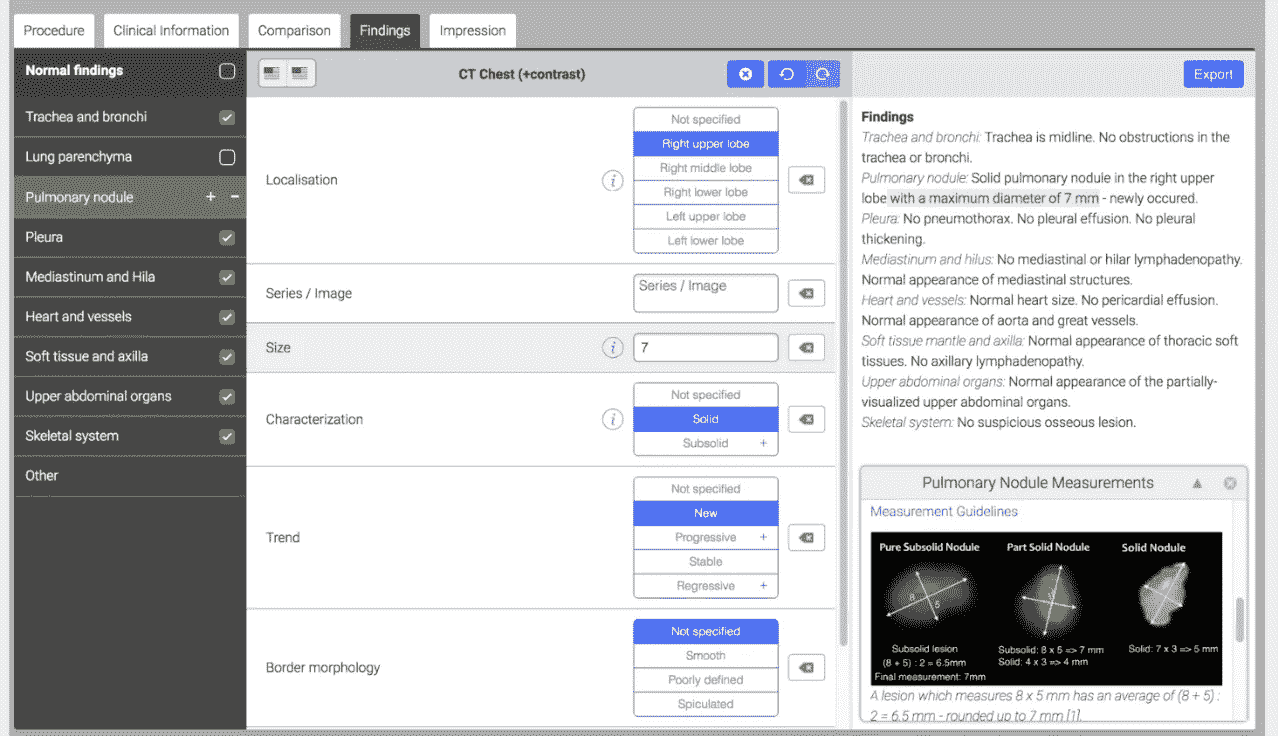 Procedure
Clinical Information
Comparison
Findings
Impression
Normal findings
Trachea and bronchi
Lung parenchyma
Pulmonary nodule + −
Pleura
Mediastinum and Hila
Heart and vessels
Soft tissue and axilla
Upper abdominal organs
Skeletal system
Other
CT Chest (+contrast)
Localisation
i
Not specified
Right upper lobe
Right middle lobe
Right lower lobe
Left upper lobe
Left lower lobe
Series / Image
Series / Image
Size
i
7
Characterization
i
Not specified
Solid
Subsolid +
Trend
Not specified
New
Progressive +
Stable
Regressive +
Border morphology
Not specified
Smooth
Poorly defined
Spiculated
Export
Findings
Trachea and bronchi: Trachea is midline. No obstructions in the
trachea or bronchi.
Pulmonary nodule: Solid pulmonary nodule in the right upper
lobe with a maximum diameter of 7 mm - newly occured.
Pleura: No pneumothorax. No pleural effusion. No pleural
thickening.
Mediastinum and hilus: No mediastinal or hilar lymphadenopathy.
Normal appearance of mediastinal structures.
Heart and vessels: Normal heart size. No pericardial effusion.
Normal appearance of aorta and great vessels.
Soft tissue mantle and axilla: Normal appearance of thoracic soft
tissues. No axillary lymphadenopathy.
Upper abdominal organs: Normal appearance of the partially-
visualized upper abdominal organs.
Skeletal system: No suspicious osseous lesion.
Pulmonary Nodule Measurements
Measurement Guidelines
Pure Subsolid Nodule
Part Solid Nodule
Solid Nodule
8
5
Subsolid lesion
(8 + 5) : 2 = 6.5mm
Final measurement: 7mm
Subsolid: 8 x 5 => 7 mm
Solid: 4 x 3 => 4 mm
Solid: 7 x 3 => 5 mm
A lesion which measures 8 x 5 mm has an average of (8 + 5) :
2 = 6.5 mm - rounded up to 7 mm [1].